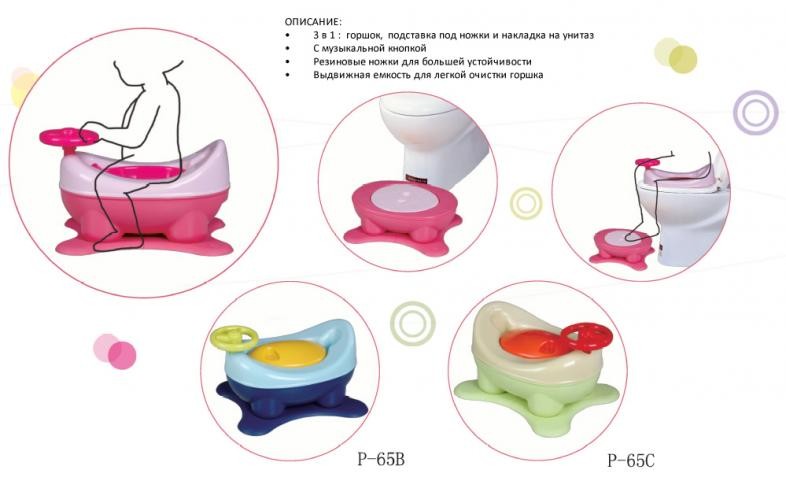 ОПИСАНИЕ:
• 3 в 1 : горшок, подставка под ножки и накладка на унитаз
• С музыкальной кнопкой
• Резиновые ножки для большей устойчивости
• Выдвижная емкость для легкой очистки горшка
P-65B
P-65C